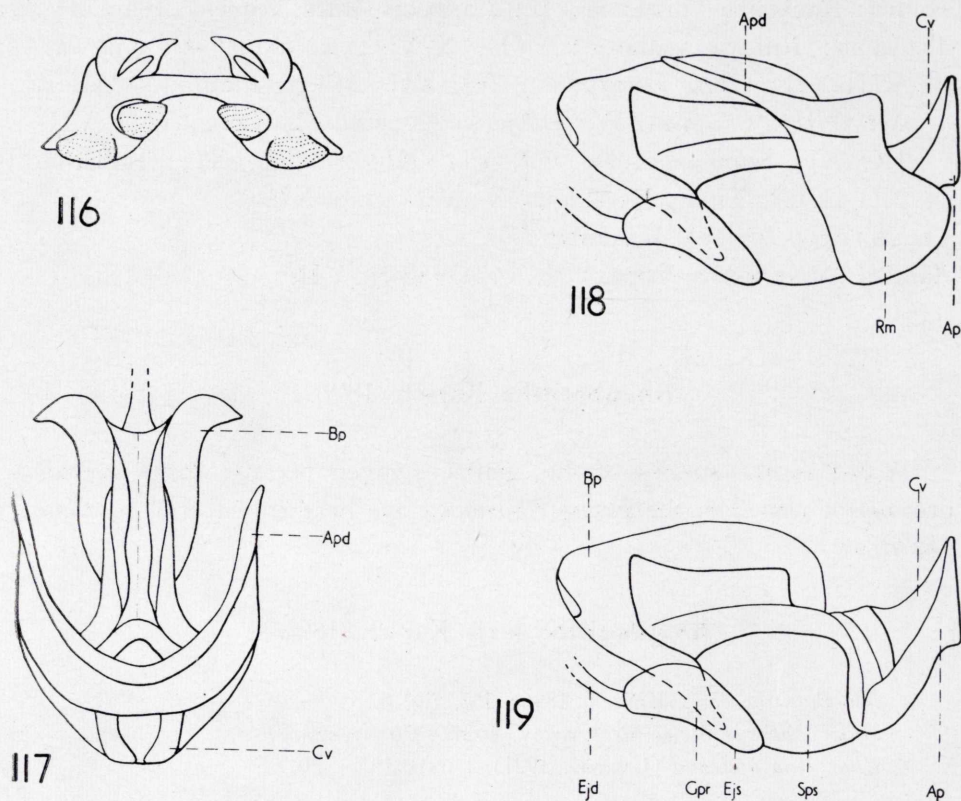 116
Apd Cv
118
Rm Ap
Bp
Apd
Cv
117
Bp Cv
119
Ejd Gpr Ejs Sps Ap